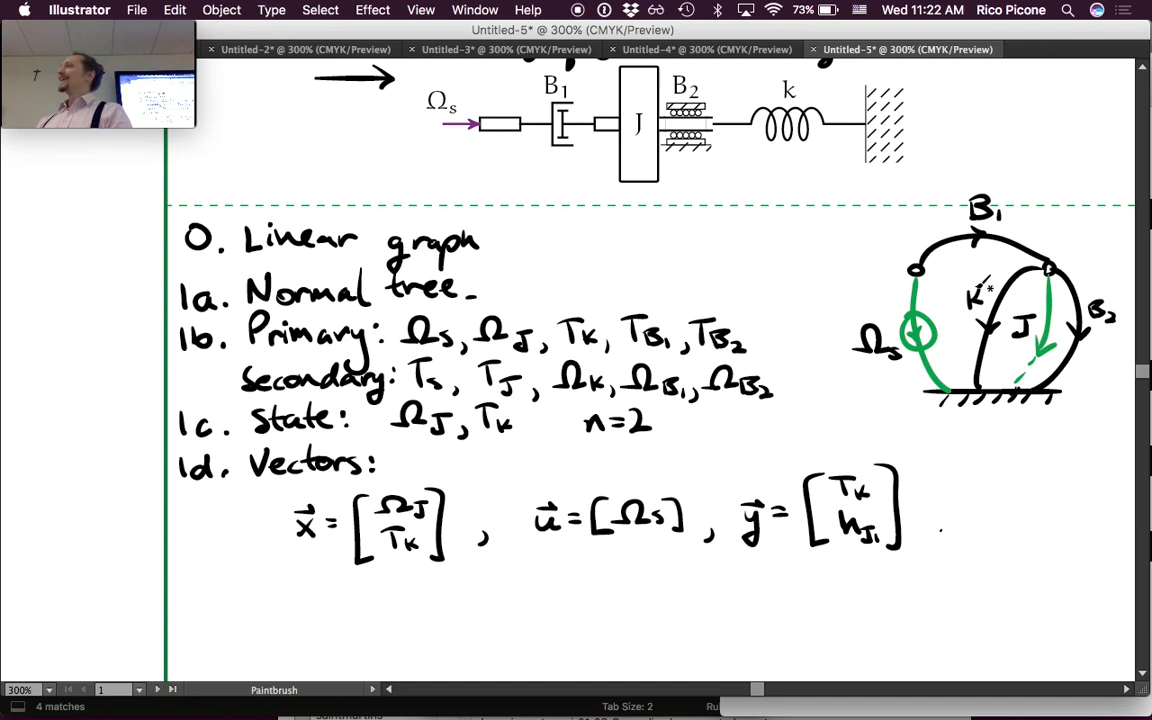 Illustrator File Edit Object Type Select Effect View Window Help 73% Wed 11:22 AM Rico Picone
Untitled-5* @ 300% (CMYK/Preview)
Untitled-2* @ 300% (CMYK/Preview) Untitled-3* @ 300% (CMYK/Preview) Untitled-4* @ 300% (CMYK/Preview) Untitled-5* @ 300% (CMYK/Preview)
Ωs B1 J B2 k
0. Linear graph
1a. Normal tree.
1b. Primary: Ωs, ΩJ, Tk, TB1, TB2
secondary: Ts, TJ, Ωk, ΩB1, ΩB2
1c. State: ΩJ, Tk n=2
1d. Vectors:
x⃗ = [ΩJ Tk], u⃗ = [Ωs], y⃗ = [Tk hJ1]
B1
K
J
B2
Ωs
300% 1 Paintbrush
4 matches Tab Size: 2